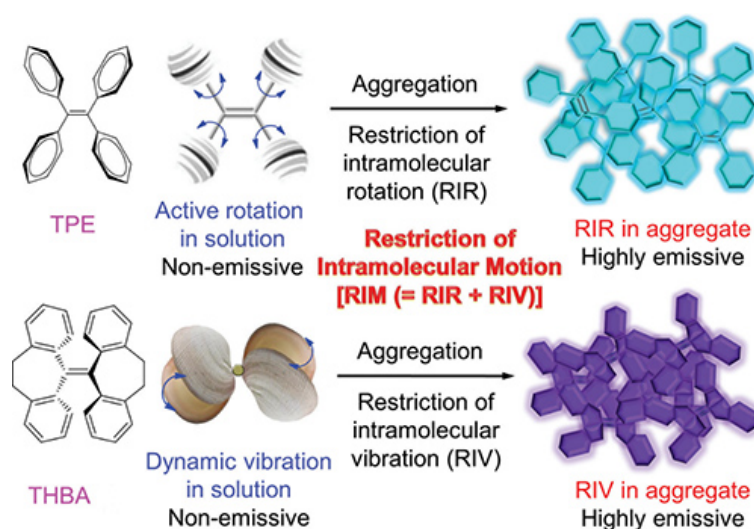 Aggregation
Restriction of
intramolecular
rotation (RIR)
TPE
Active rotation
in solution
Non-emissive
RIR in aggregate
Highly emissive
Restriction of
Intramolecular Motion
[RIM (= RIR + RIV)]
Aggregation
Restriction of
intramolecular
vibration (RIV)
THBA
Dynamic vibration
in solution
Non-emissive
RIV in aggregate
Highly emissive